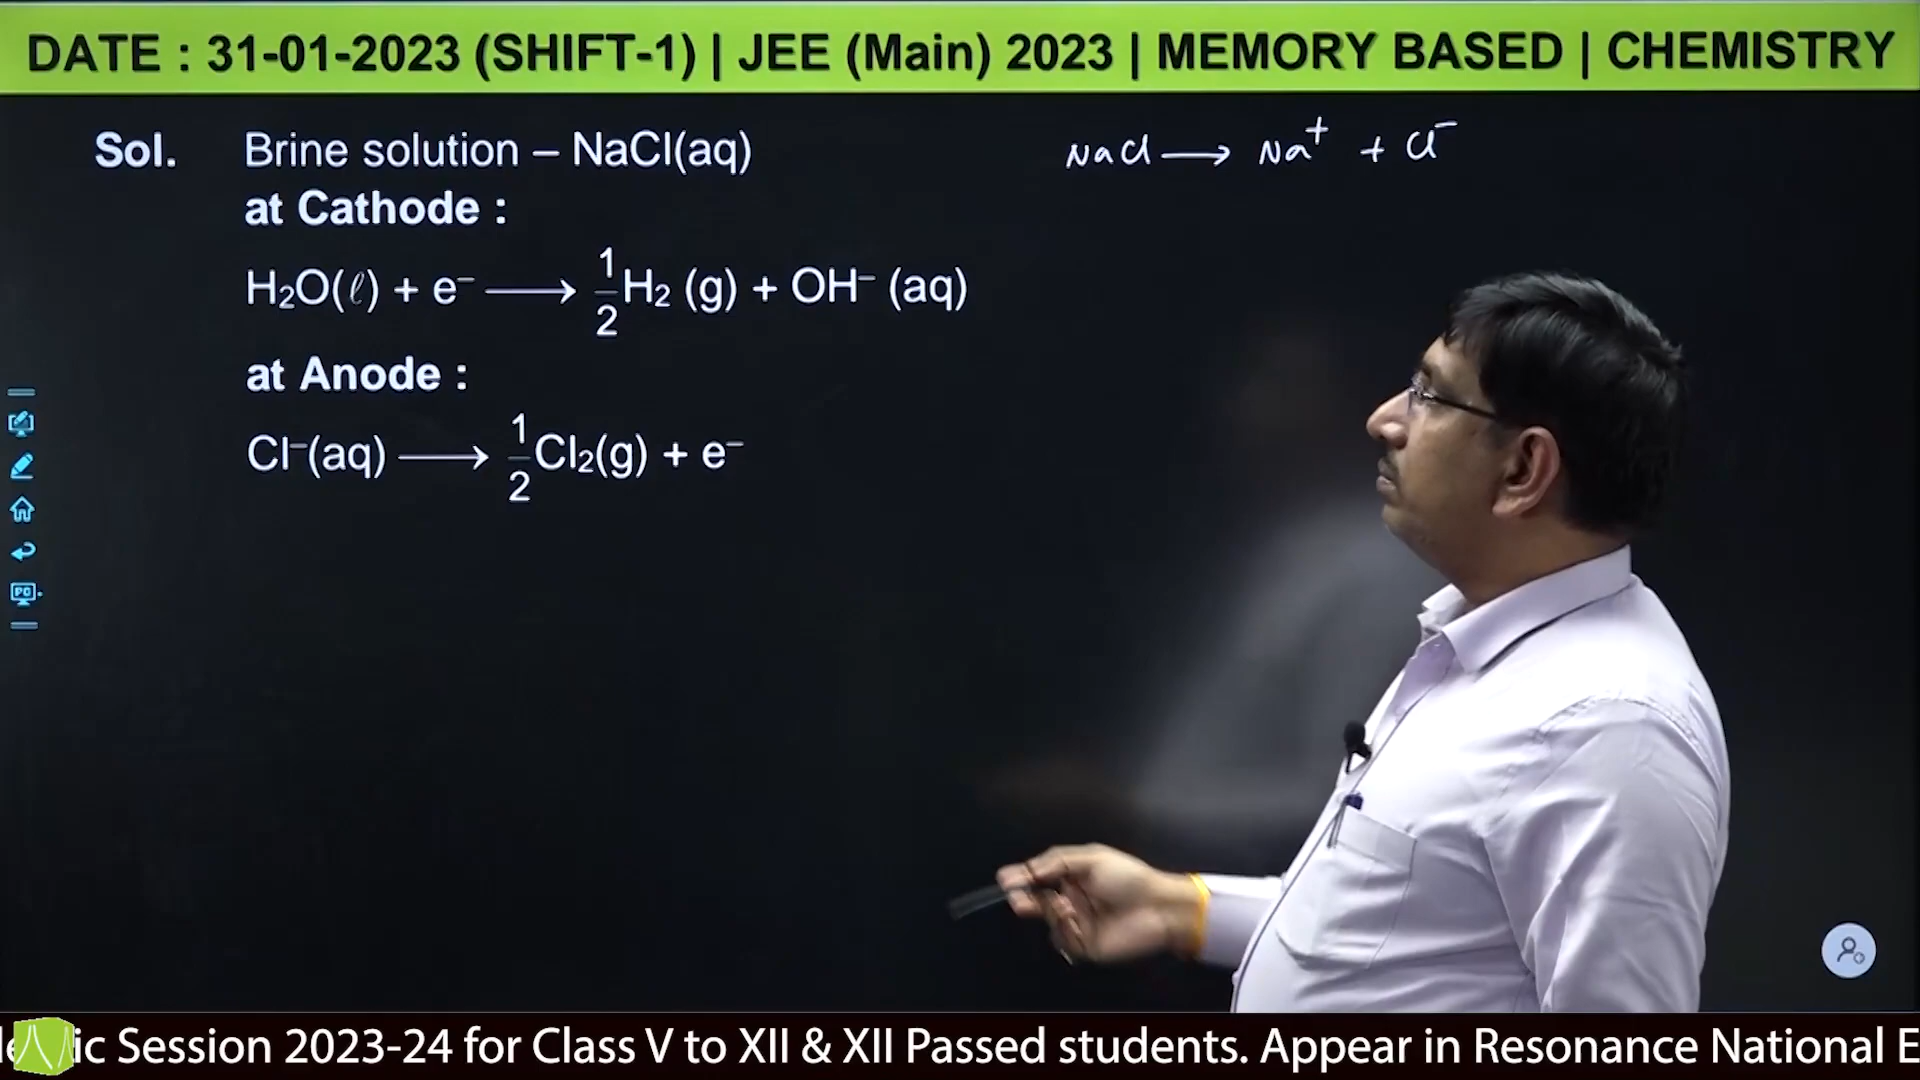 DATE : 31-01-2023 (SHIFT-1) | JEE (Main) 2023 | MEMORY BASED | CHEMISTRY
Sol. Brine solution – NaCl(aq)
NaCl ⟶ Na⁺ + Cl⁻
at Cathode :
H₂O(ℓ) + e⁻ ⟶ 1/2 H₂ (g) + OH⁻ (aq)
at Anode :
Cl⁻(aq) ⟶ 1/2 Cl₂(g) + e⁻
PC
ic Session 2023-24 for Class V to XII & XII Passed students. Appear in Resonance National E